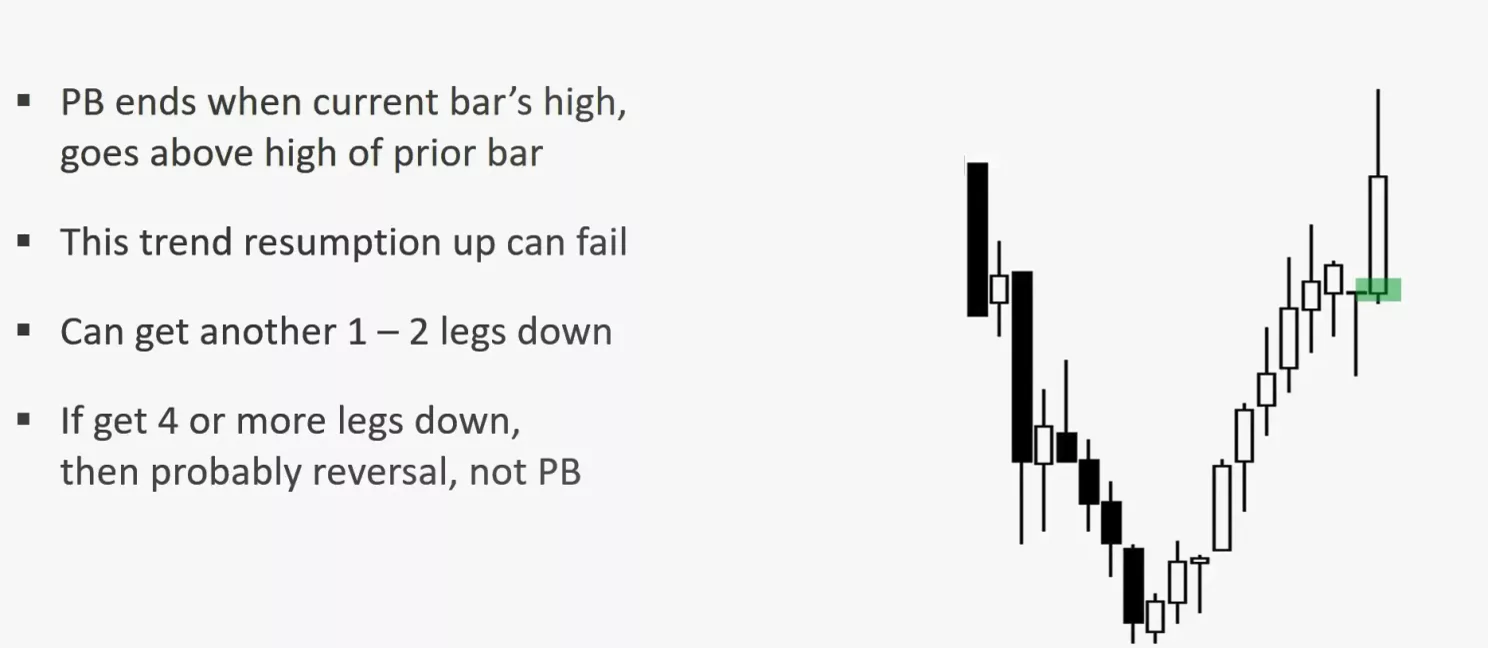 ▪ PB ends when current bar’s high,
goes above high of prior bar
▪ This trend resumption up can fail
▪ Can get another 1 – 2 legs down
▪ If get 4 or more legs down,
then probably reversal, not PB